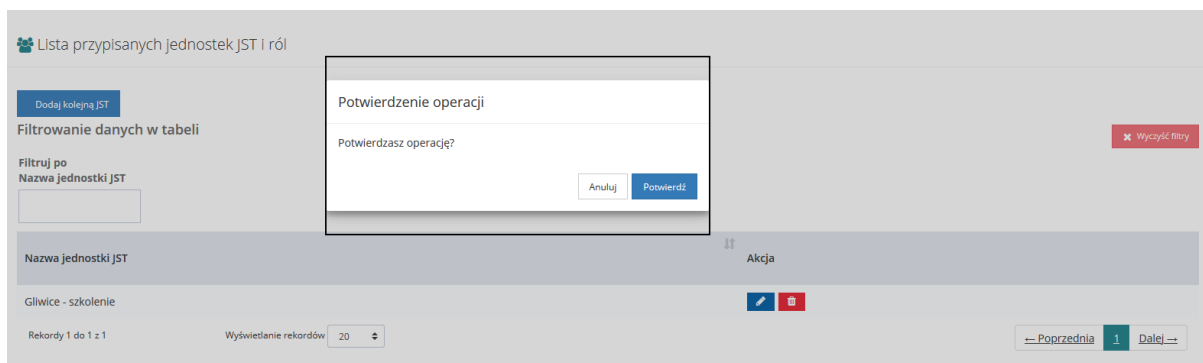 Lista przypisanych jednostek JST i ról
Dodaj kolejną JST
Filtrowanie danych w tabeli
Wyczyść filtry
Filtruj po
Nazwa jednostki JST
Potwierdzenie operacji
Potwierdzasz operację?
Anuluj Potwierdź
Nazwa jednostki JST Akcja
Gliwice - szkolenie
Rekordy 1 do 1 z 1 Wyświetlanie rekordów 20 ← Poprzednia 1 Dalej →